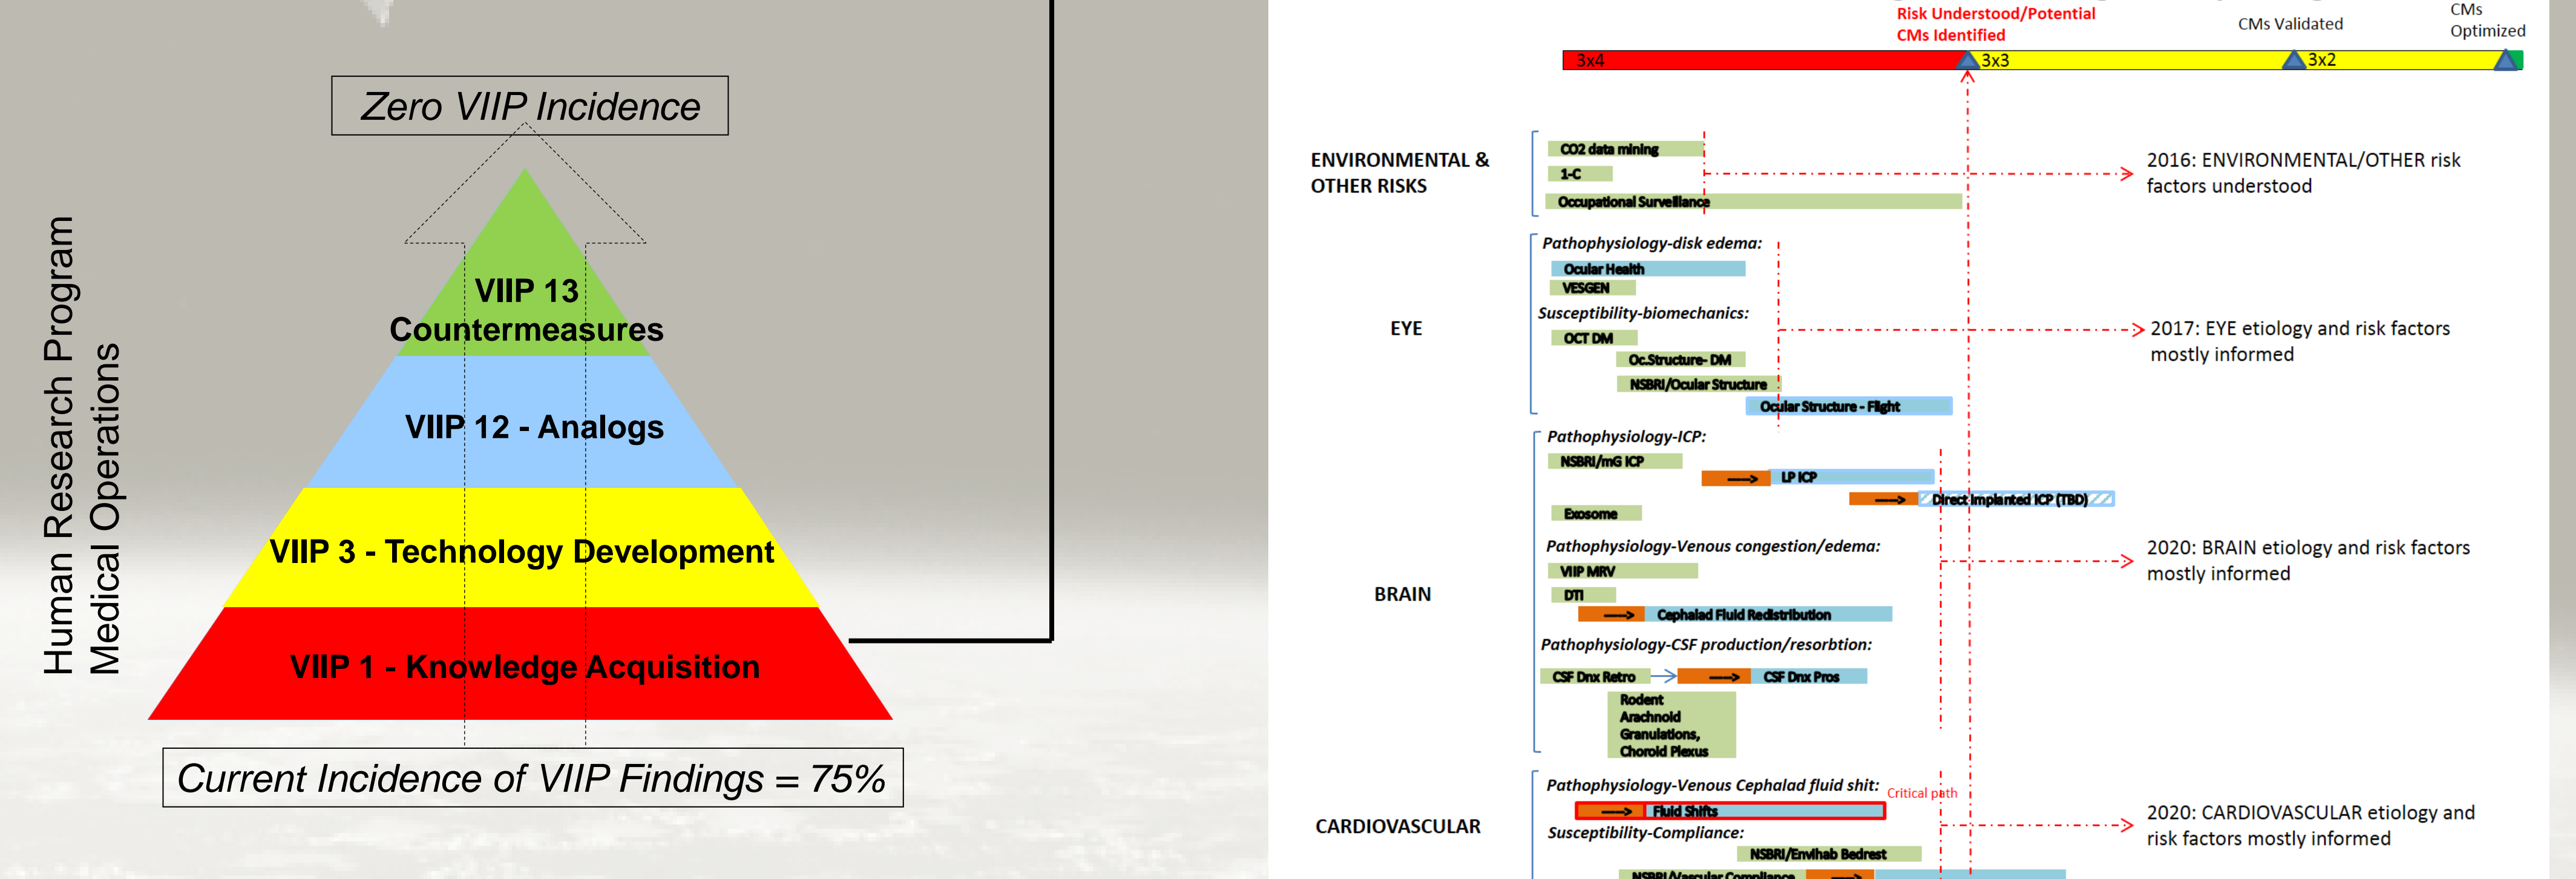 Zero VIIP Incidence
VIIP 13
Countermeasures
VIIP 12 - Analogs
VIIP 3 - Technology Development
VIIP 1 - Knowledge Acquisition
Current Incidence of VIIP Findings = 75%
Human Research Program
Medical Operations
Risk Understood/Potential
CMs Identified
CMs Validated
CMs
Optimized
3x4
3x3
3x2
ENVIRONMENTAL &
OTHER RISKS
CO2 data mining
1-C
Occupational Surveillance
2016: ENVIRONMENTAL/OTHER risk
factors understood
EYE
Pathophysiology-disk edema:
Ocular Health
VESGEN
Susceptibility-biomechanics:
OCT DM
Oc.Structure- DM
NSBRI/Ocular Structure
Ocular Structure - Flight
2017: EYE etiology and risk factors
mostly informed
BRAIN
Pathophysiology-ICP:
NSBRI/mG ICP
LP ICP
Direct Implanted ICP (TBD)
Exosome
Pathophysiology-Venous congestion/edema:
VIIP MRV
DTI
Cephalad Fluid Redistribution
Pathophysiology-CSF production/resorbtion:
CSF Dnx Retro
CSF Dnx Pros
Rodent
Arachnoid
Granulations,
Choroid Plexus
2020: BRAIN etiology and risk factors
mostly informed
CARDIOVASCULAR
Pathophysiology-Venous Cephalad fluid shit:
Critical path
Fluid Shifts
Susceptibility-Compliance:
NSBRI/Envihab Bedrest
NSBRI/Vascular Compliance
2020: CARDIOVASCULAR etiology and
risk factors mostly informed